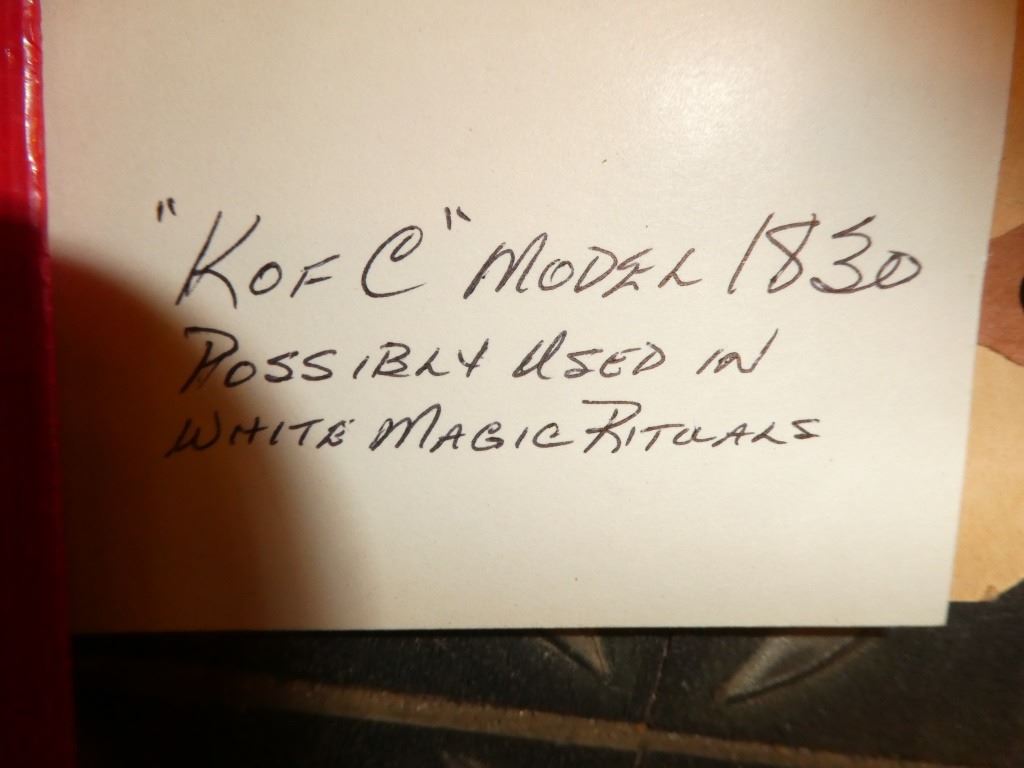 "K OF C" MODEL 1830
POSSIBLY USED IN
WHITE MAGIC RITUALS